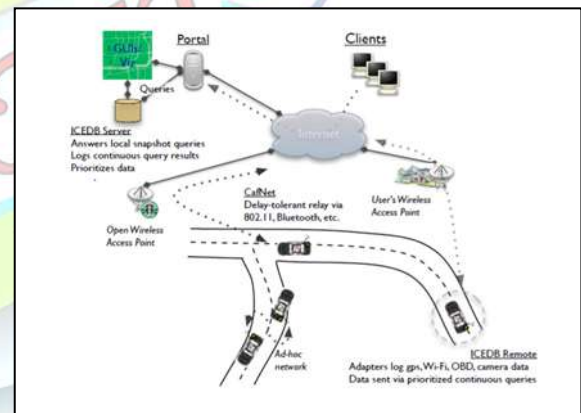 Portal
Clients
GUIs/
Viz
Queries
Internet
ICEDB Server
Answers local snapshot queries
Logs continuous query results
Prioritizes data
CafNet
Delay-tolerant relay via
802.11, Bluetooth, etc.
User's Wireless
Access Point
Open Wireless
Access Point
Ad-hoc
network
ICEDB Remote
Adapters log gps, Wi-Fi, OBD, camera data
Data sent via prioritized continuous queries